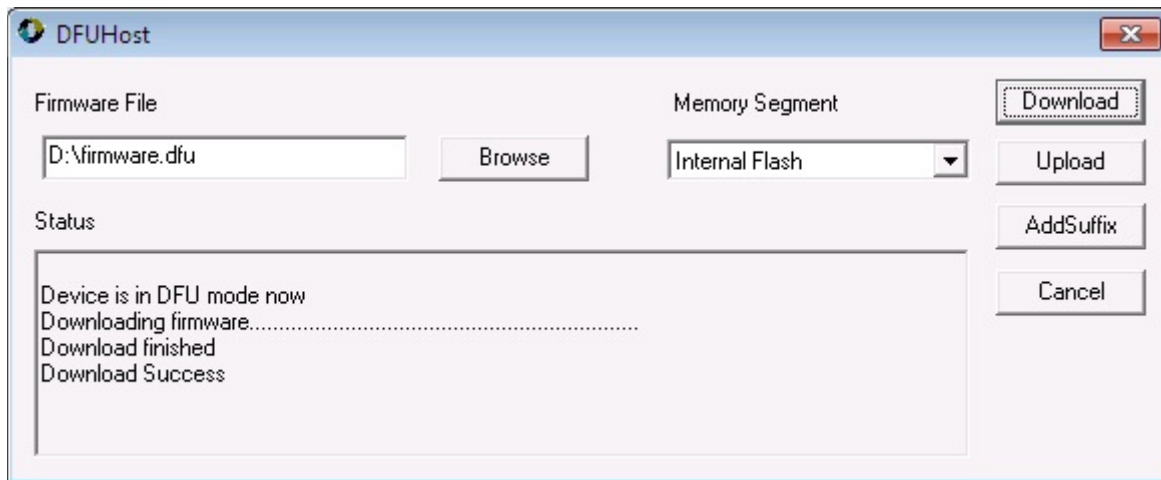 DFUHost
Firmware File
Memory Segment
Download
D:\firmware.dfu
Browse
Internal Flash
Upload
Status
AddSuffix
Device is in DFU mode now
Cancel
Downloading firmware.................................................................
Download finished
Download Success